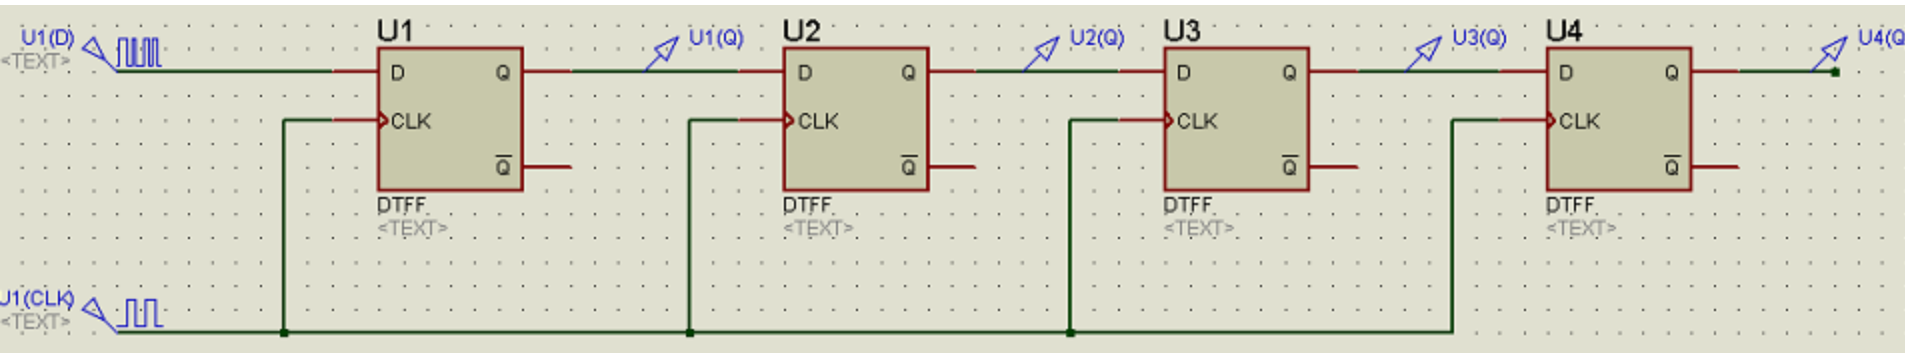 U1 U2 U3 U4
U1(D) U1(Q) U2(Q) U3(Q) U4(Q
<TEXT>
D Q D Q D Q D Q
CLK CLK CLK CLK
Q Q Q Q
DTFF DTFF DTFF DTFF
<TEXT> <TEXT> <TEXT> <TEXT>
U1(CLK)
<TEXT>